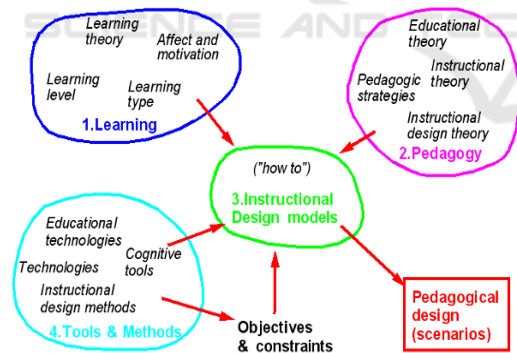 SCIENCE AND
Learning
theory
Affect and
motivation
Learning
level
Learning
type
1.Learning
Educational
theory
Instructional
theory
Pedagogic
strategies
Instructional
design theory
2.Pedagogy
("how to")
3.Instructional
Design models
Educational
technologies
Cognitive
tools
Technologies
Instructional
design methods
4.Tools & Methods
Objectives
& constraints
Pedagogical
design
(scenarios)